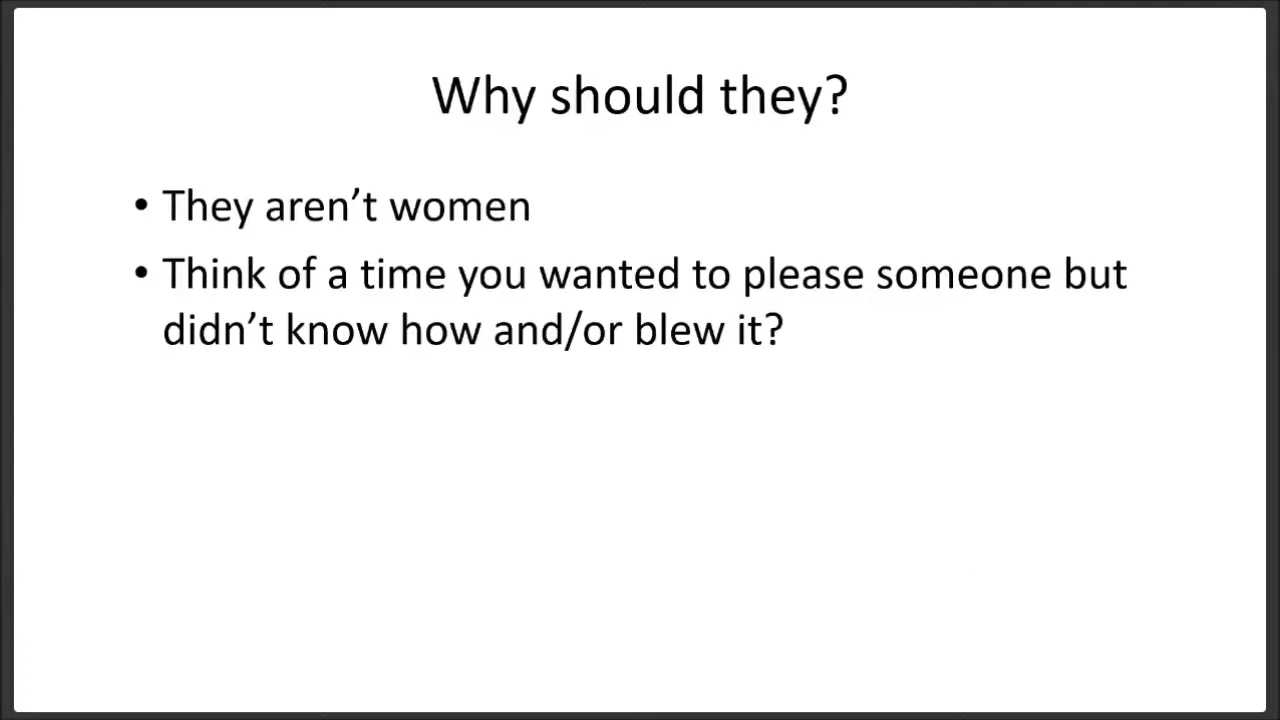 Why should they?
• They aren’t women
• Think of a time you wanted to please someone but
didn’t know how and/or blew it?